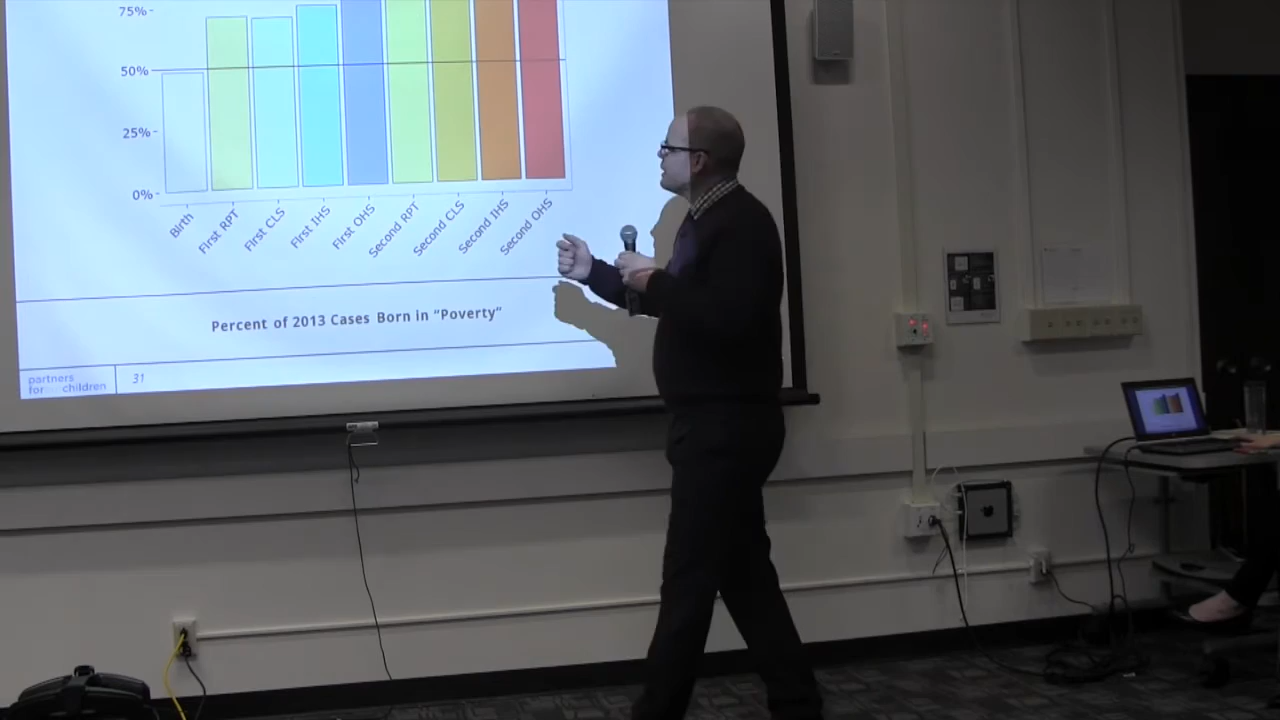 75%
50%
25%
0%
Birth
First RPT
First CLS
First IHS
First OHS
Second RPT
Second CLS
Second IHS
Second OHS
Percent of 2013 Cases Born in “Poverty”
partners
for our children
31